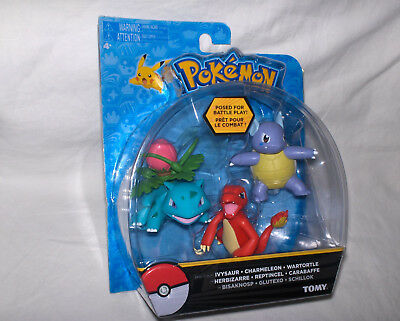 WARNING
ATTENTION
4+
POKÉMON
POSED FOR
BATTLE PLAY!
PRÊT POUR
LE COMBAT !
IVYSAUR • CHARMELEON • WARTORTLE
HERBIZARRE • REPTINCEL • CARABAFFE
BISAKNOSP • GLUTEXO • SCHILLOK
TOMY